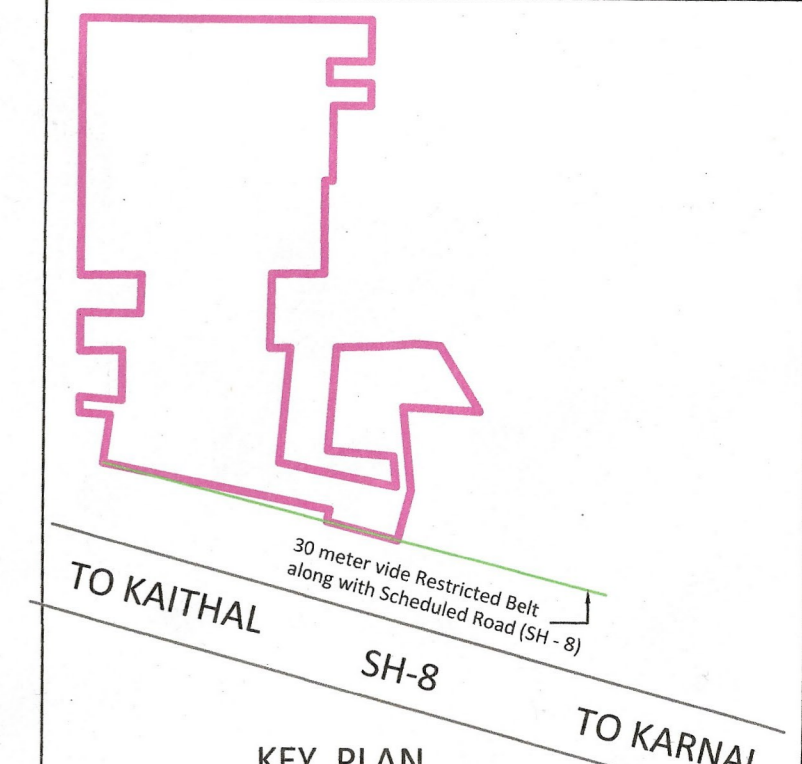 30 meter vide Restricted Belt
along with Scheduled Road (SH - 8)
TO KAITHAL
SH-8
TO KARNAL
KEY PLAN